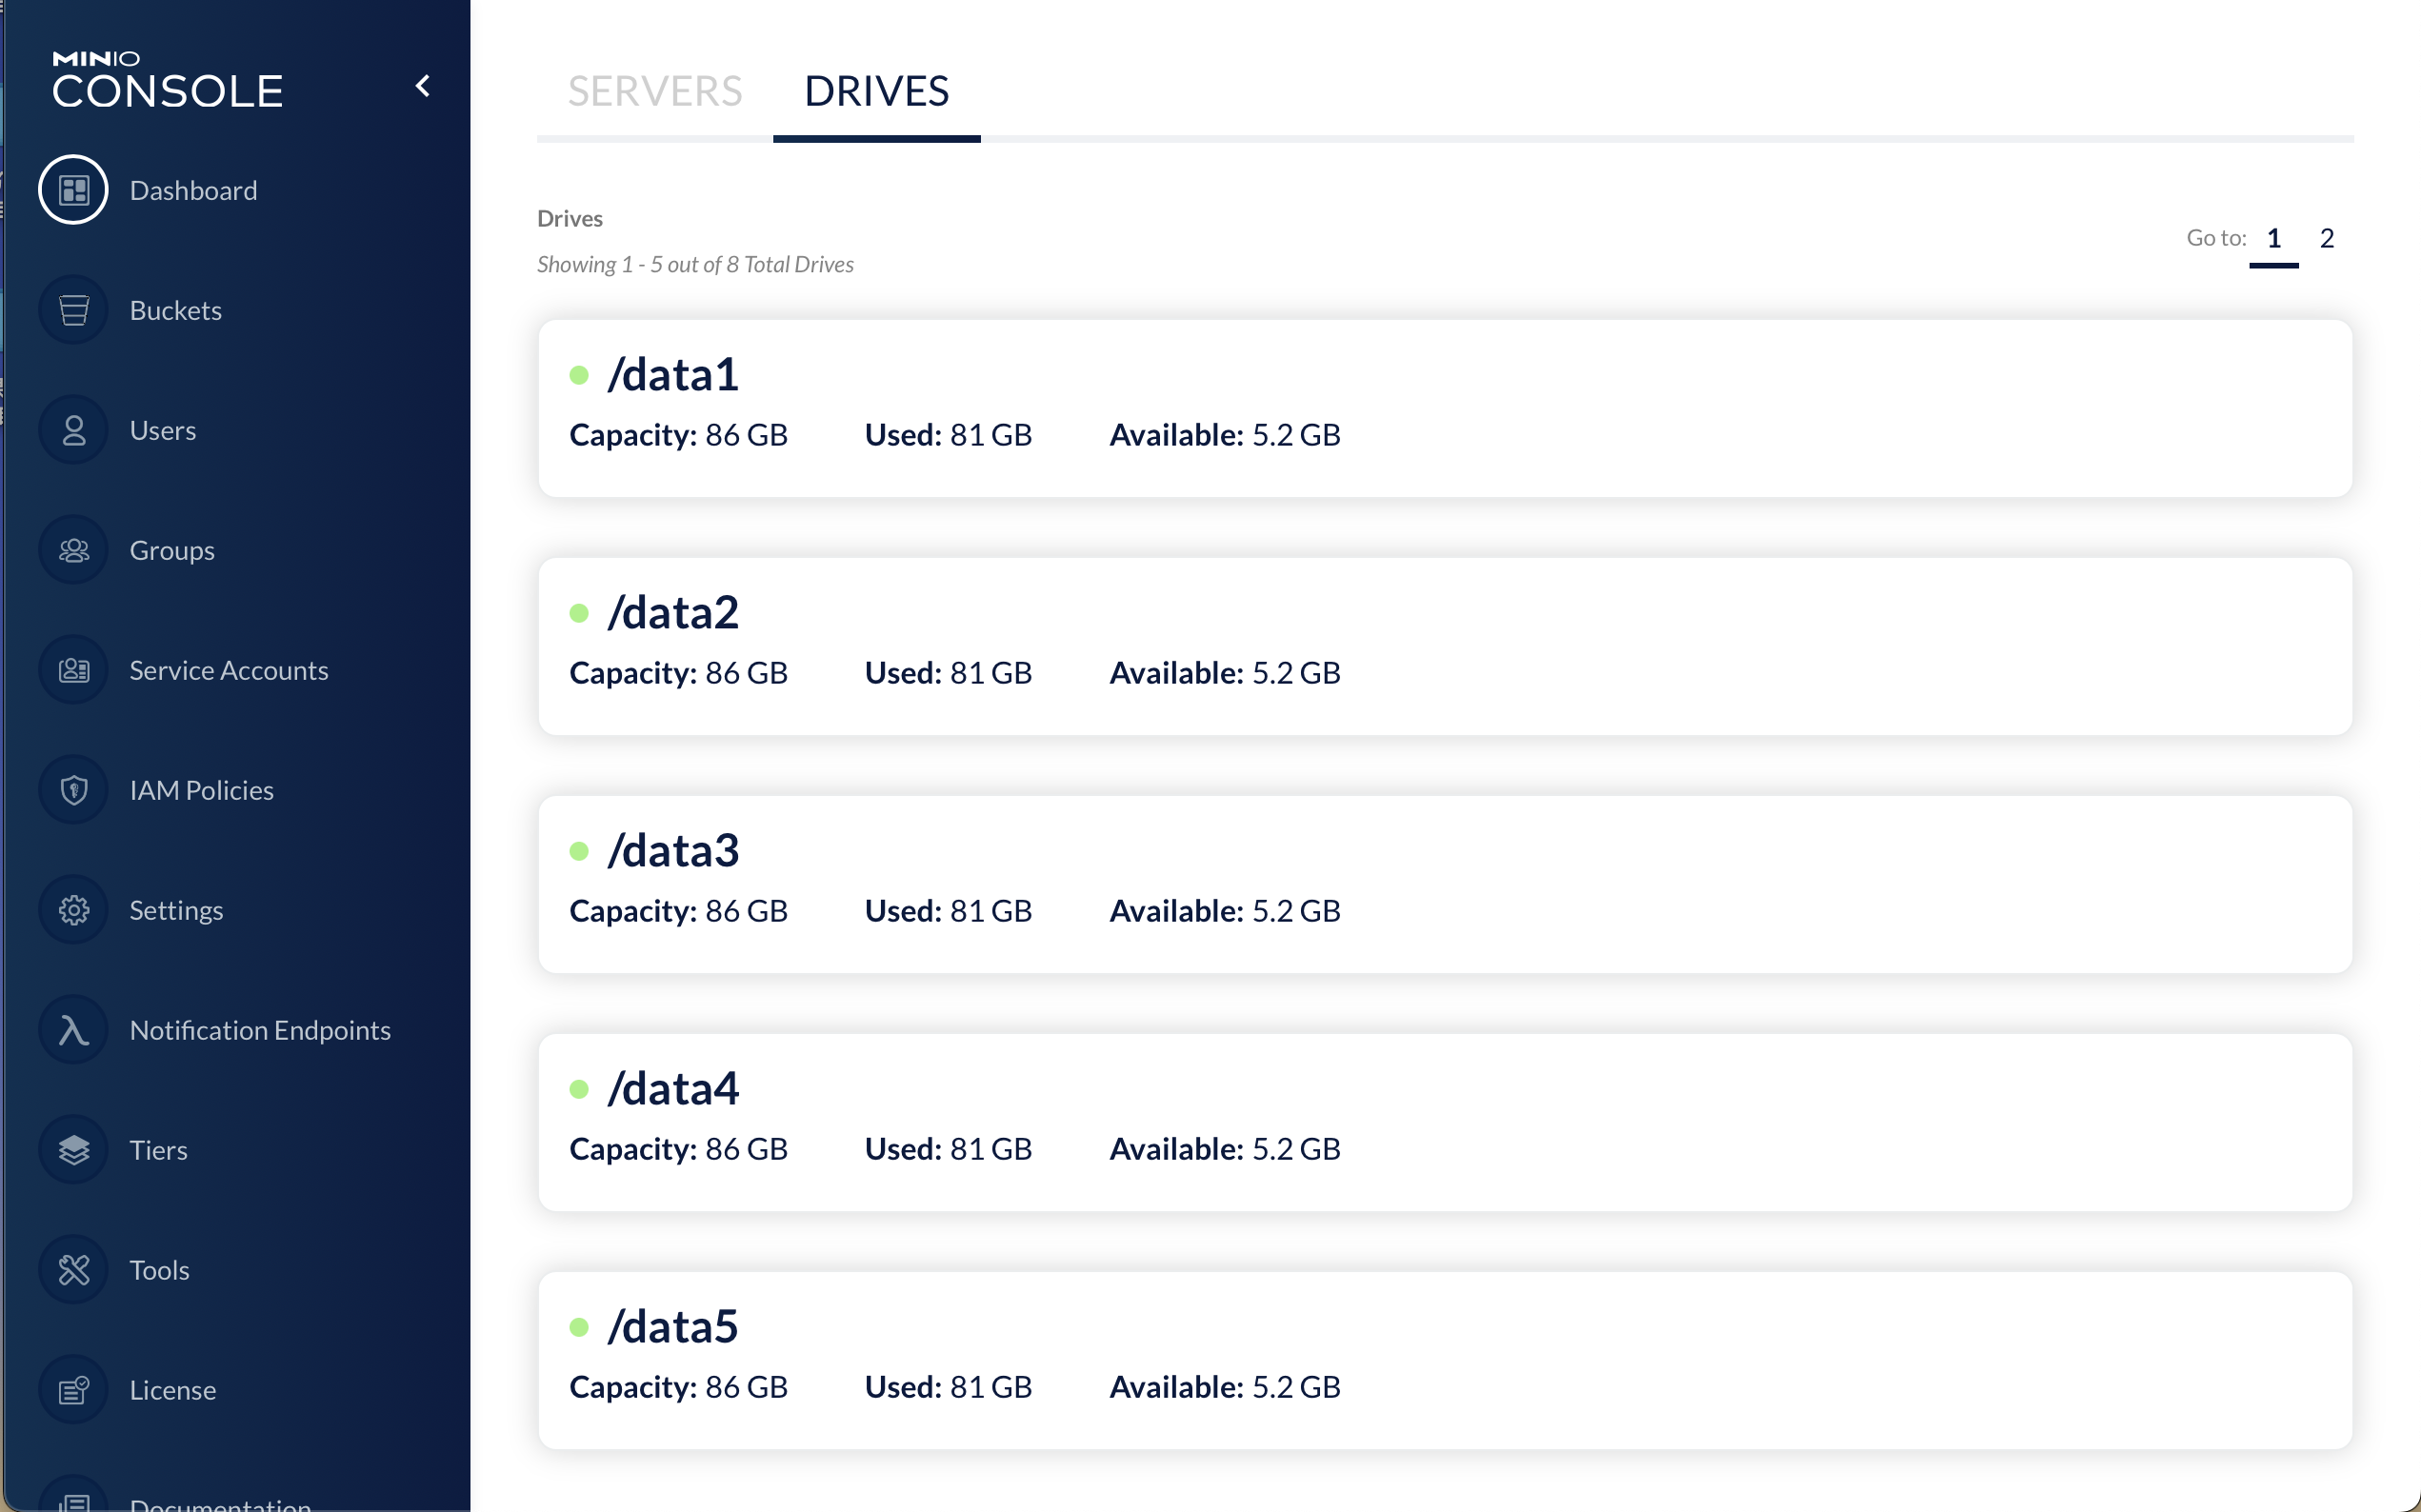 MINIO
CONSOLE
Dashboard
Buckets
Users
Groups
Service Accounts
IAM Policies
Settings
Notification Endpoints
Tiers
Tools
License
Documentation
SERVERS DRIVES
Drives
Showing 1 - 5 out of 8 Total Drives
Go to: 1 2
/data1
Capacity: 86 GB Used: 81 GB Available: 5.2 GB
/data2
Capacity: 86 GB Used: 81 GB Available: 5.2 GB
/data3
Capacity: 86 GB Used: 81 GB Available: 5.2 GB
/data4
Capacity: 86 GB Used: 81 GB Available: 5.2 GB
/data5
Capacity: 86 GB Used: 81 GB Available: 5.2 GB